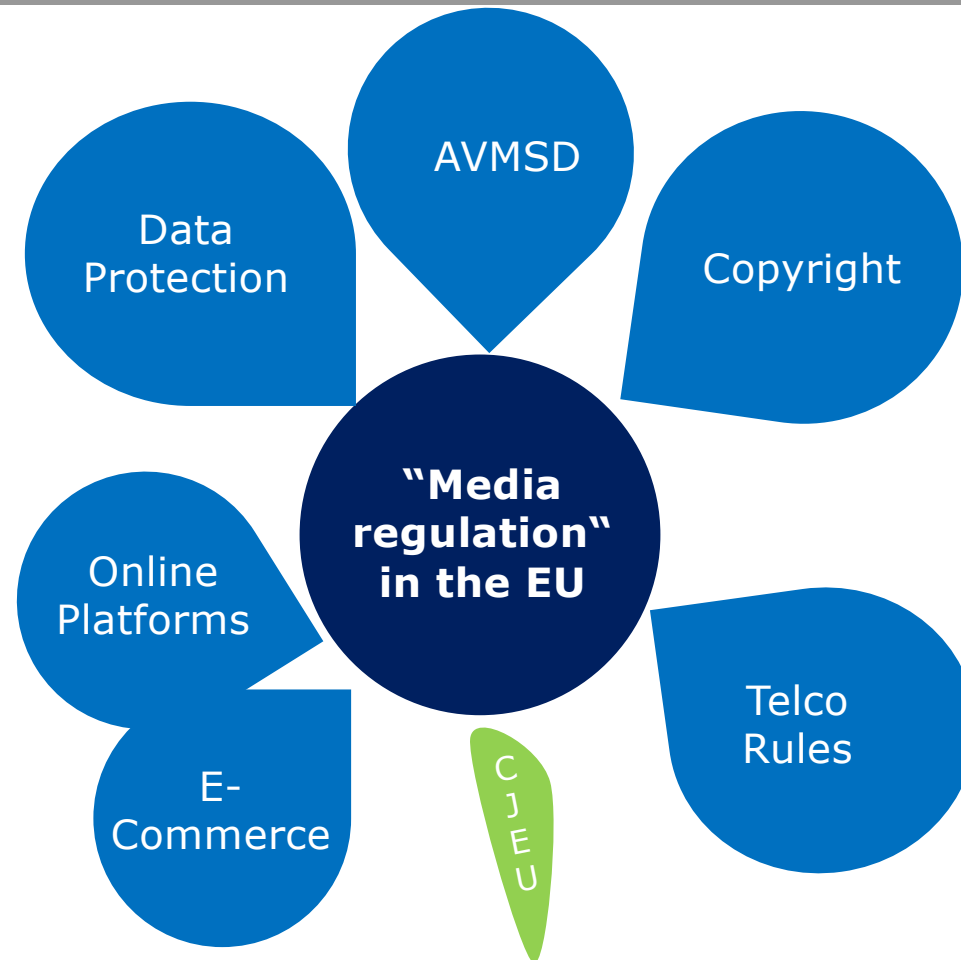 AVMSD
Data
Protection
Copyright
‟Media
regulation‟
in the EU
Online
Platforms
Telco
Rules
E-
Commerce
C
J
E
U